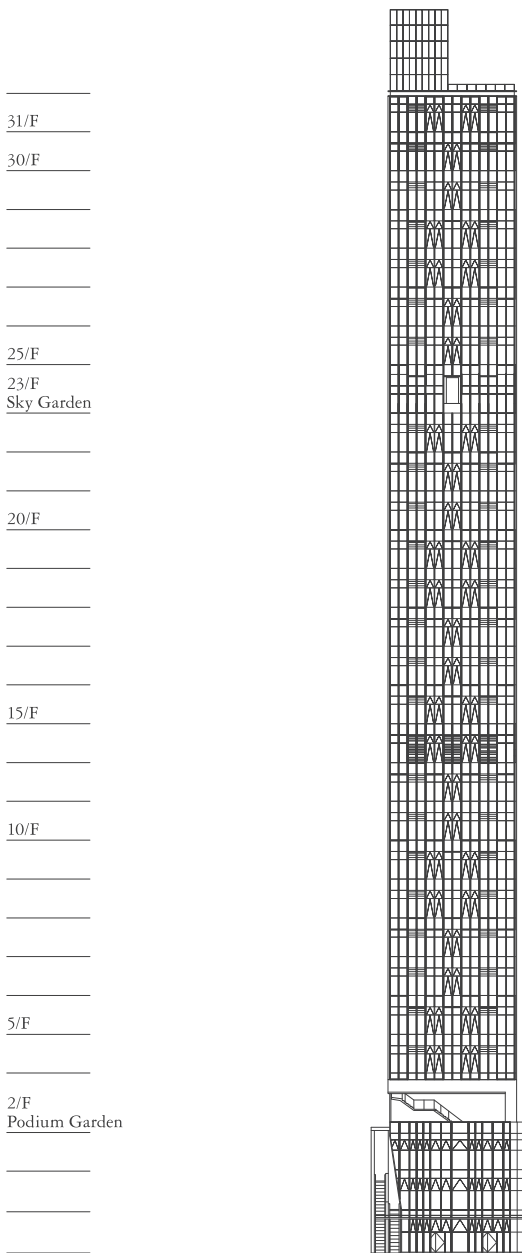 31/F
30/F
25/F
23/F
Sky Garden
20/F
15/F
10/F
5/F
2/F
Podium Garden